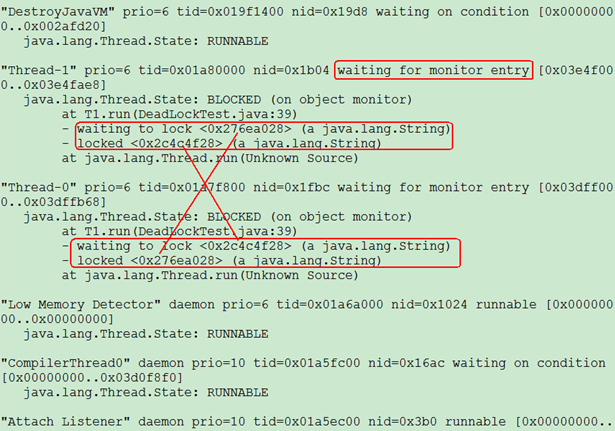 "DestroyJavaVM" prio=6 tid=0x019f1400 nid=0x19d8 waiting on condition [0x0000000
0..0x002afd20]
java.lang.Thread.State: RUNNABLE
"Thread-1" prio=6 tid=0x01a80000 nid=0x1b04 waiting for monitor entry [0x03e4f00
0..0x03e4fae8]
java.lang.Thread.State: BLOCKED (on object monitor)
at T1.run(DeadLockTest.java:39)
- waiting to lock <0x276ea028> (a java.lang.String)
- locked <0x2c4c4f28> (a java.lang.String)
at java.lang.Thread.run(Unknown Source)
"Thread-0" prio=6 tid=0x01a7f800 nid=0x1fbc waiting for monitor entry [0x03dff00
0..0x03dffb68]
java.lang.Thread.State: BLOCKED (on object monitor)
at T1.run(DeadLockTest.java:39)
- waiting to lock <0x2c4c4f28> (a java.lang.String)
- locked <0x276ea028> (a java.lang.String)
at java.lang.Thread.run(Unknown Source)
"Low Memory Detector" daemon prio=6 tid=0x01a6a000 nid=0x1024 runnable [0x000000
00..0x00000000]
java.lang.Thread.State: RUNNABLE
"CompilerThread0" daemon prio=10 tid=0x01a5fc00 nid=0x16ac waiting on condition
[0x00000000..0x03d0f8f0]
java.lang.Thread.State: RUNNABLE
"Attach Listener" daemon prio=10 tid=0x01a5ec00 nid=0x3b0 runnable [0x00000000..